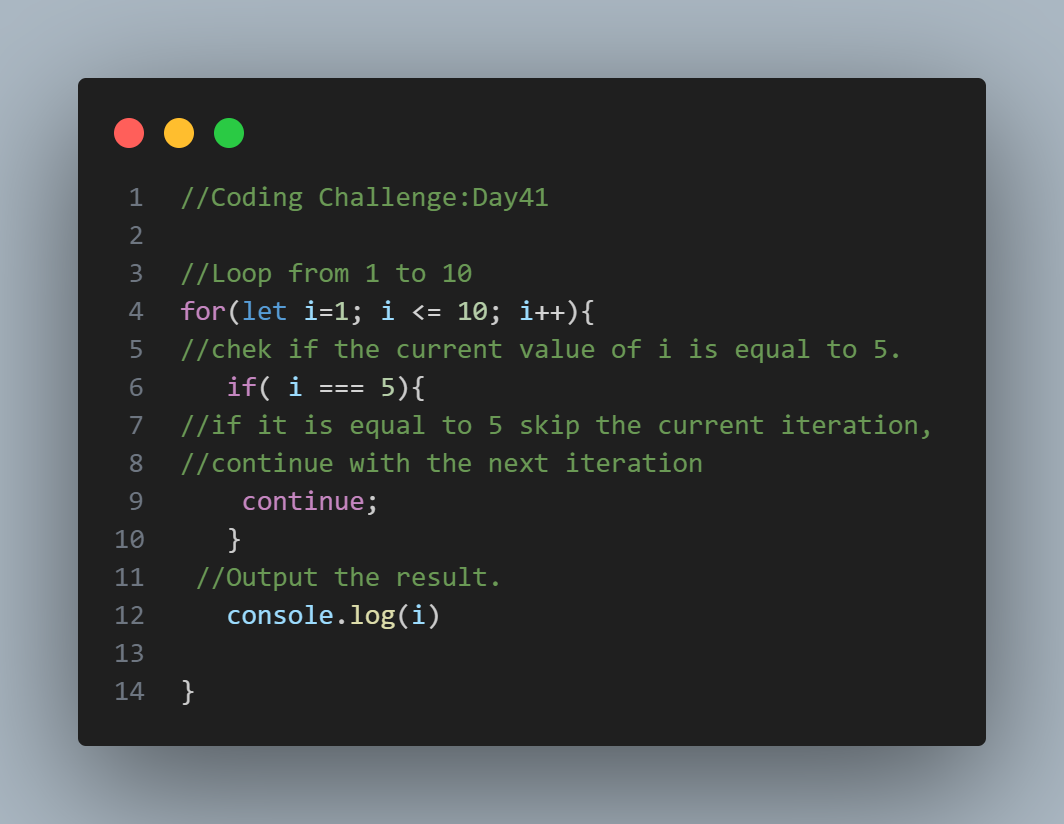 1 //Coding Challenge:Day41
2
3 //Loop from 1 to 10
4 for(let i=1; i <= 10; i++){
5 //chek if the current value of i is equal to 5.
6    if( i === 5){
7 //if it is equal to 5 skip the current iteration,
8 //continue with the next iteration
9     continue;
10    }
11  //Output the result.
12    console.log(i)
13
14 }